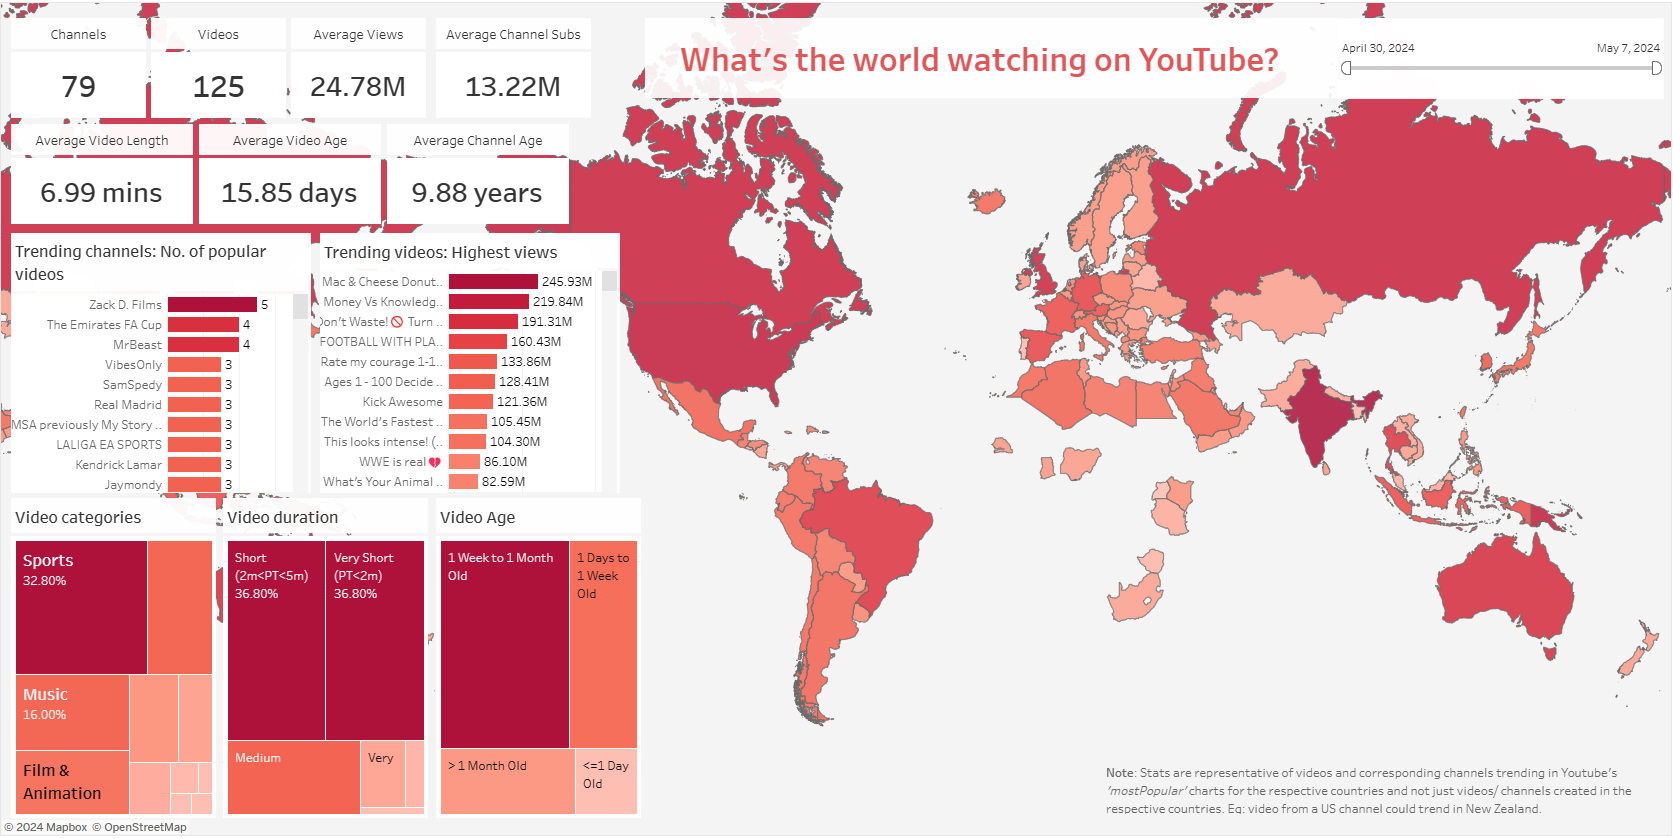 Channels
79
Videos
125
Average Views
24.78M
Average Channel Subs
13.22M
What's the world watching on YouTube?
April 30, 2024
May 7, 2024
Average Video Length
6.99 mins
Average Video Age
15.85 days
Average Channel Age
9.88 years
Trending channels: No. of popular
videos
Zack D. Films 5
The Emirates FA Cup 4
MrBeast 4
VibesOnly 3
SamSpedy 3
Real Madrid 3
MSA previously My Story .. 3
LALIGA EA SPORTS 3
Kendrick Lamar 3
Jaymondy 3
Trending videos: Highest views
Mac & Cheese Donut.. 245.93M
Money Vs Knowledg.. 219.84M
Don't Waste!🚫 Turn .. 191.31M
FOOTBALL WITH PLA.. 160.43M
Rate my courage 1-1.. 133.86M
Ages 1 - 100 Decide .. 128.41M
Kick Awesome 121.36M
The World's Fastest .. 105.45M
This looks intense! (.. 104.30M
WWE is real 💔 86.10M
What's Your Animal .. 82.59M
Video categories
Sports
32.80%
Music
16.00%
Film &
Animation
Video duration
Short
(2m<PT<5m)
36.80%
Very Short
(PT<2m)
36.80%
Medium
Very
Video Age
1 Week to 1 Month
Old
1 Days to
1 Week
Old
> 1 Month Old
<=1 Day
Old
Note: Stats are representative of videos and corresponding channels trending in Youtube's
'mostPopular' charts for the respective countries and not just videos/ channels created in the
respective countries. Eg: video from a US channel could trend in New Zealand.
© 2024 Mapbox © OpenStreetMap